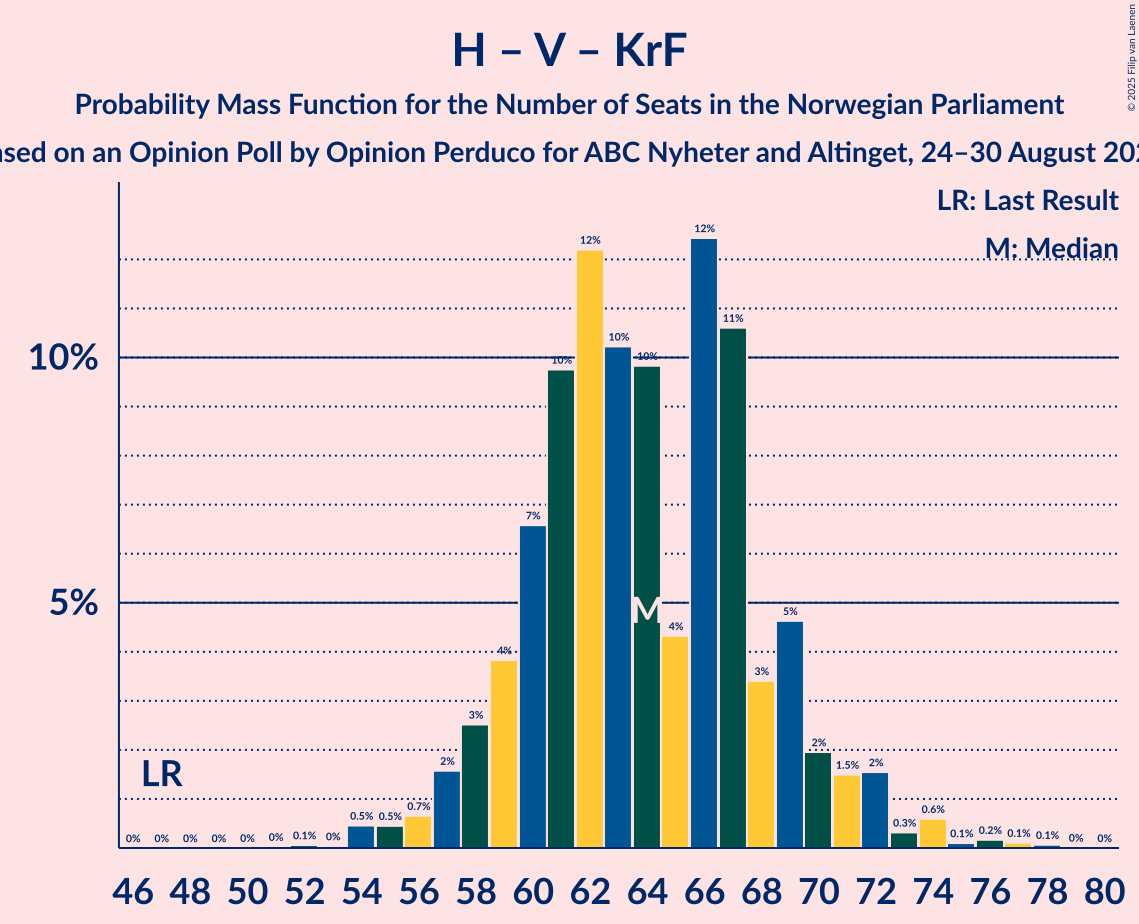 H – V – KrF
Probability Mass Function for the Number of Seats in the Norwegian Parliament
ased on an Opinion Poll by Opinion Perduco for ABC Nyheter and Altinget, 24–30 August 202
© 2025 Filip van Laenen
LR: Last Result
M: Median
10%
5%
LR
M
0% 0% 0% 0% 0% 0% 0.1% 0% 0.5% 0.5% 0.7% 2% 3% 4% 7% 10% 12% 10% 10% 4% 12% 11% 3% 5% 2% 1.5% 2% 0.3% 0.6% 0.1% 0.2% 0.1% 0.1% 0% 0%
46 48 50 52 54 56 58 60 62 64 66 68 70 72 74 76 78 80